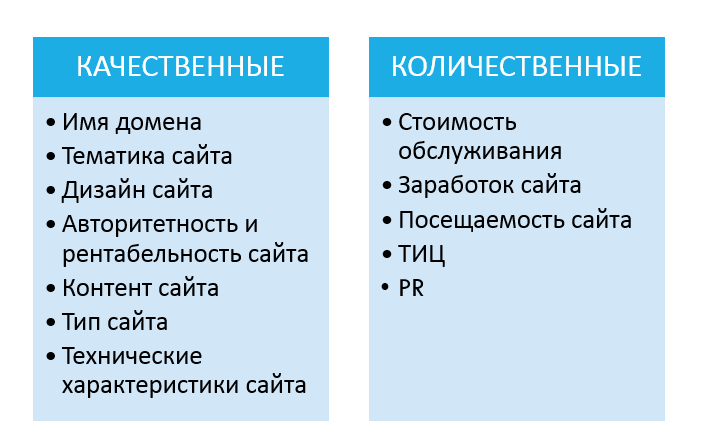 КАЧЕСТВЕННЫЕ
• Имя домена
• Тематика сайта
• Дизайн сайта
• Авторитетность и
рентабельность сайта
• Контент сайта
• Тип сайта
• Технические
характеристики сайта
КОЛИЧЕСТВЕННЫЕ
• Стоимость
обслуживания
• Заработок сайта
• Посещаемость сайта
• ТИЦ
• PR